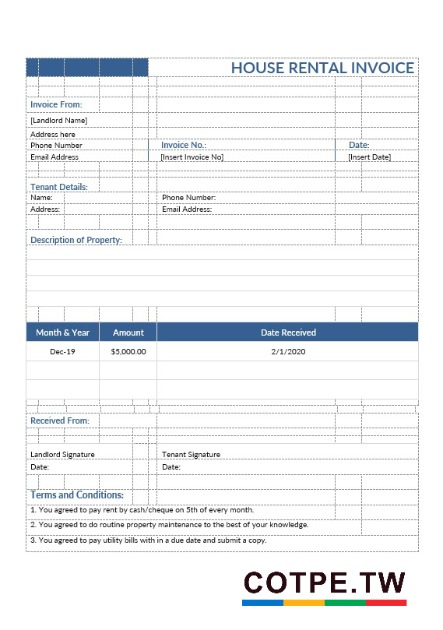 HOUSE RENTAL INVOICE
Invoice From:
[Landlord Name]
Address here
Phone Number Invoice No.: Date:
Email Address [Insert Invoice No] [Insert Date]
Tenant Details:
Name: Phone Number:
Address: Email Address:
Description of Property:
Month & Year Amount Date Received
Dec-19 $5,000.00 2/1/2020
Received From:
Landlord Signature Tenant Signature
Date: Date:
Terms and Conditions:
1. You agreed to pay rent by cash/cheque on 5th of every month.
2. You agreed to do routine property maintenance to the best of your knowledge.
3. You agreed to pay utility bills with in a due date and submit a copy.
COTPE.TW